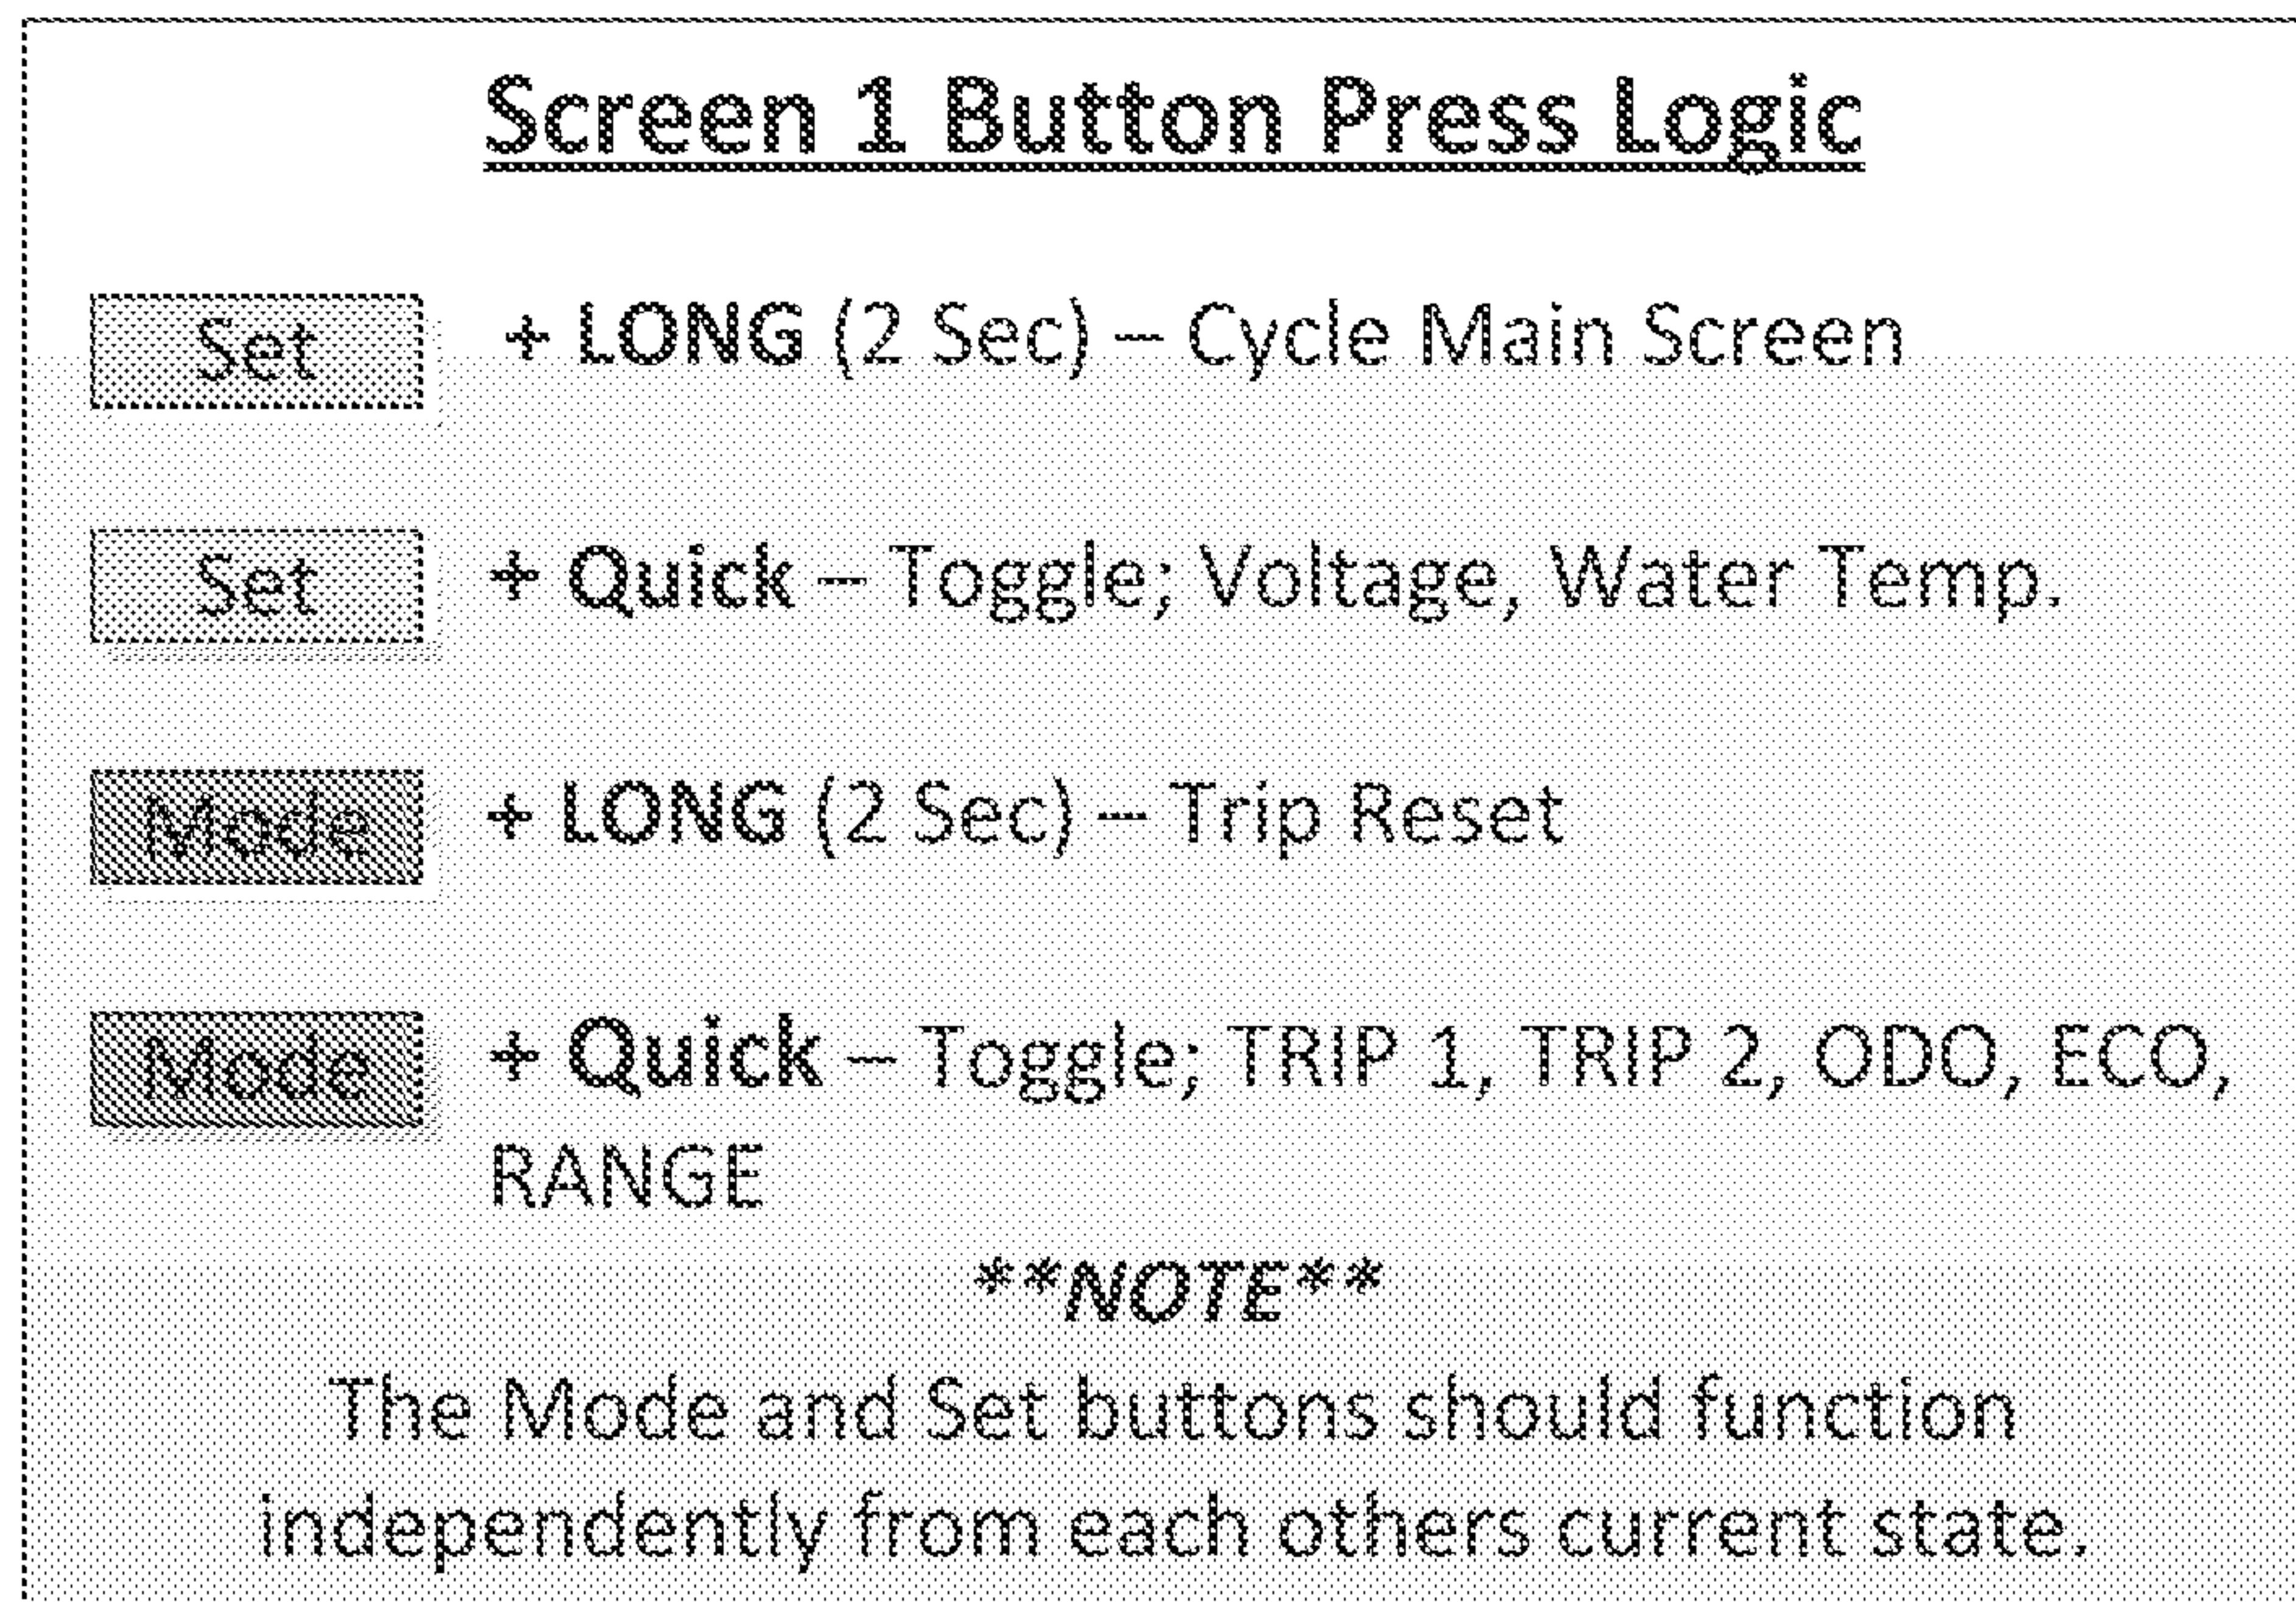 Screen 1 Button Press Logic
Set + LONG (2 Sec) – Cycle Main Screen
Set + Quick – Toggle; Voltage, Water Temp.
Mode + LONG (2 Sec) – Trip Reset
Mode + Quick – Toggle; TRIP 1, TRIP 2, ODO, ECO,
RANGE
**NOTE**
The Mode and Set buttons should function
independently from each others current state.